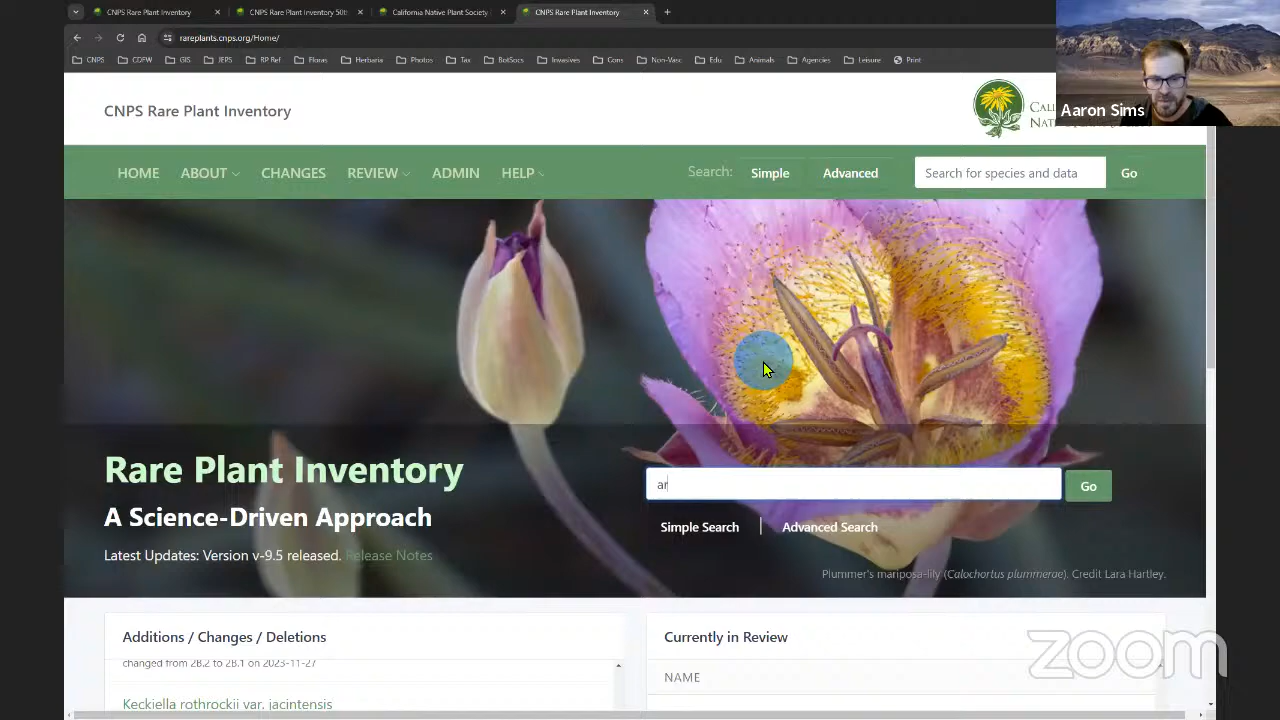 CNPS Rare Plant Inventory
CNPS Rare Plant Inventory 50th
California Native Plant Society
CNPS Rare Plant Inventory
rareplants.cnps.org/Home/
CNPS
CDFW
GIS
JEPS
RP Ref
Floras
Herbaria
Photos
Tax
BotSocs
Invasives
Cons
Non-Vasc
Edu
Animals
Agencies
Leisure
Print
Aaron Sims
CNPS Rare Plant Inventory
HOME
ABOUT
CHANGES
REVIEW
ADMIN
HELP
Search:
Simple
Advanced
Search for species and data
Go
ar
Go
Simple Search
Advanced Search
Rare Plant Inventory
A Science-Driven Approach
Latest Updates: Version v-9.5 released. Release Notes
Plummer's mariposa-lily (Calochortus plummerae). Credit Lara Hartley.
Additions / Changes / Deletions
changed from 2B.2 to 2B.1 on 2023-11-27
Keckiella rothrockii var. jacintensis
Currently in Review
NAME
zoom